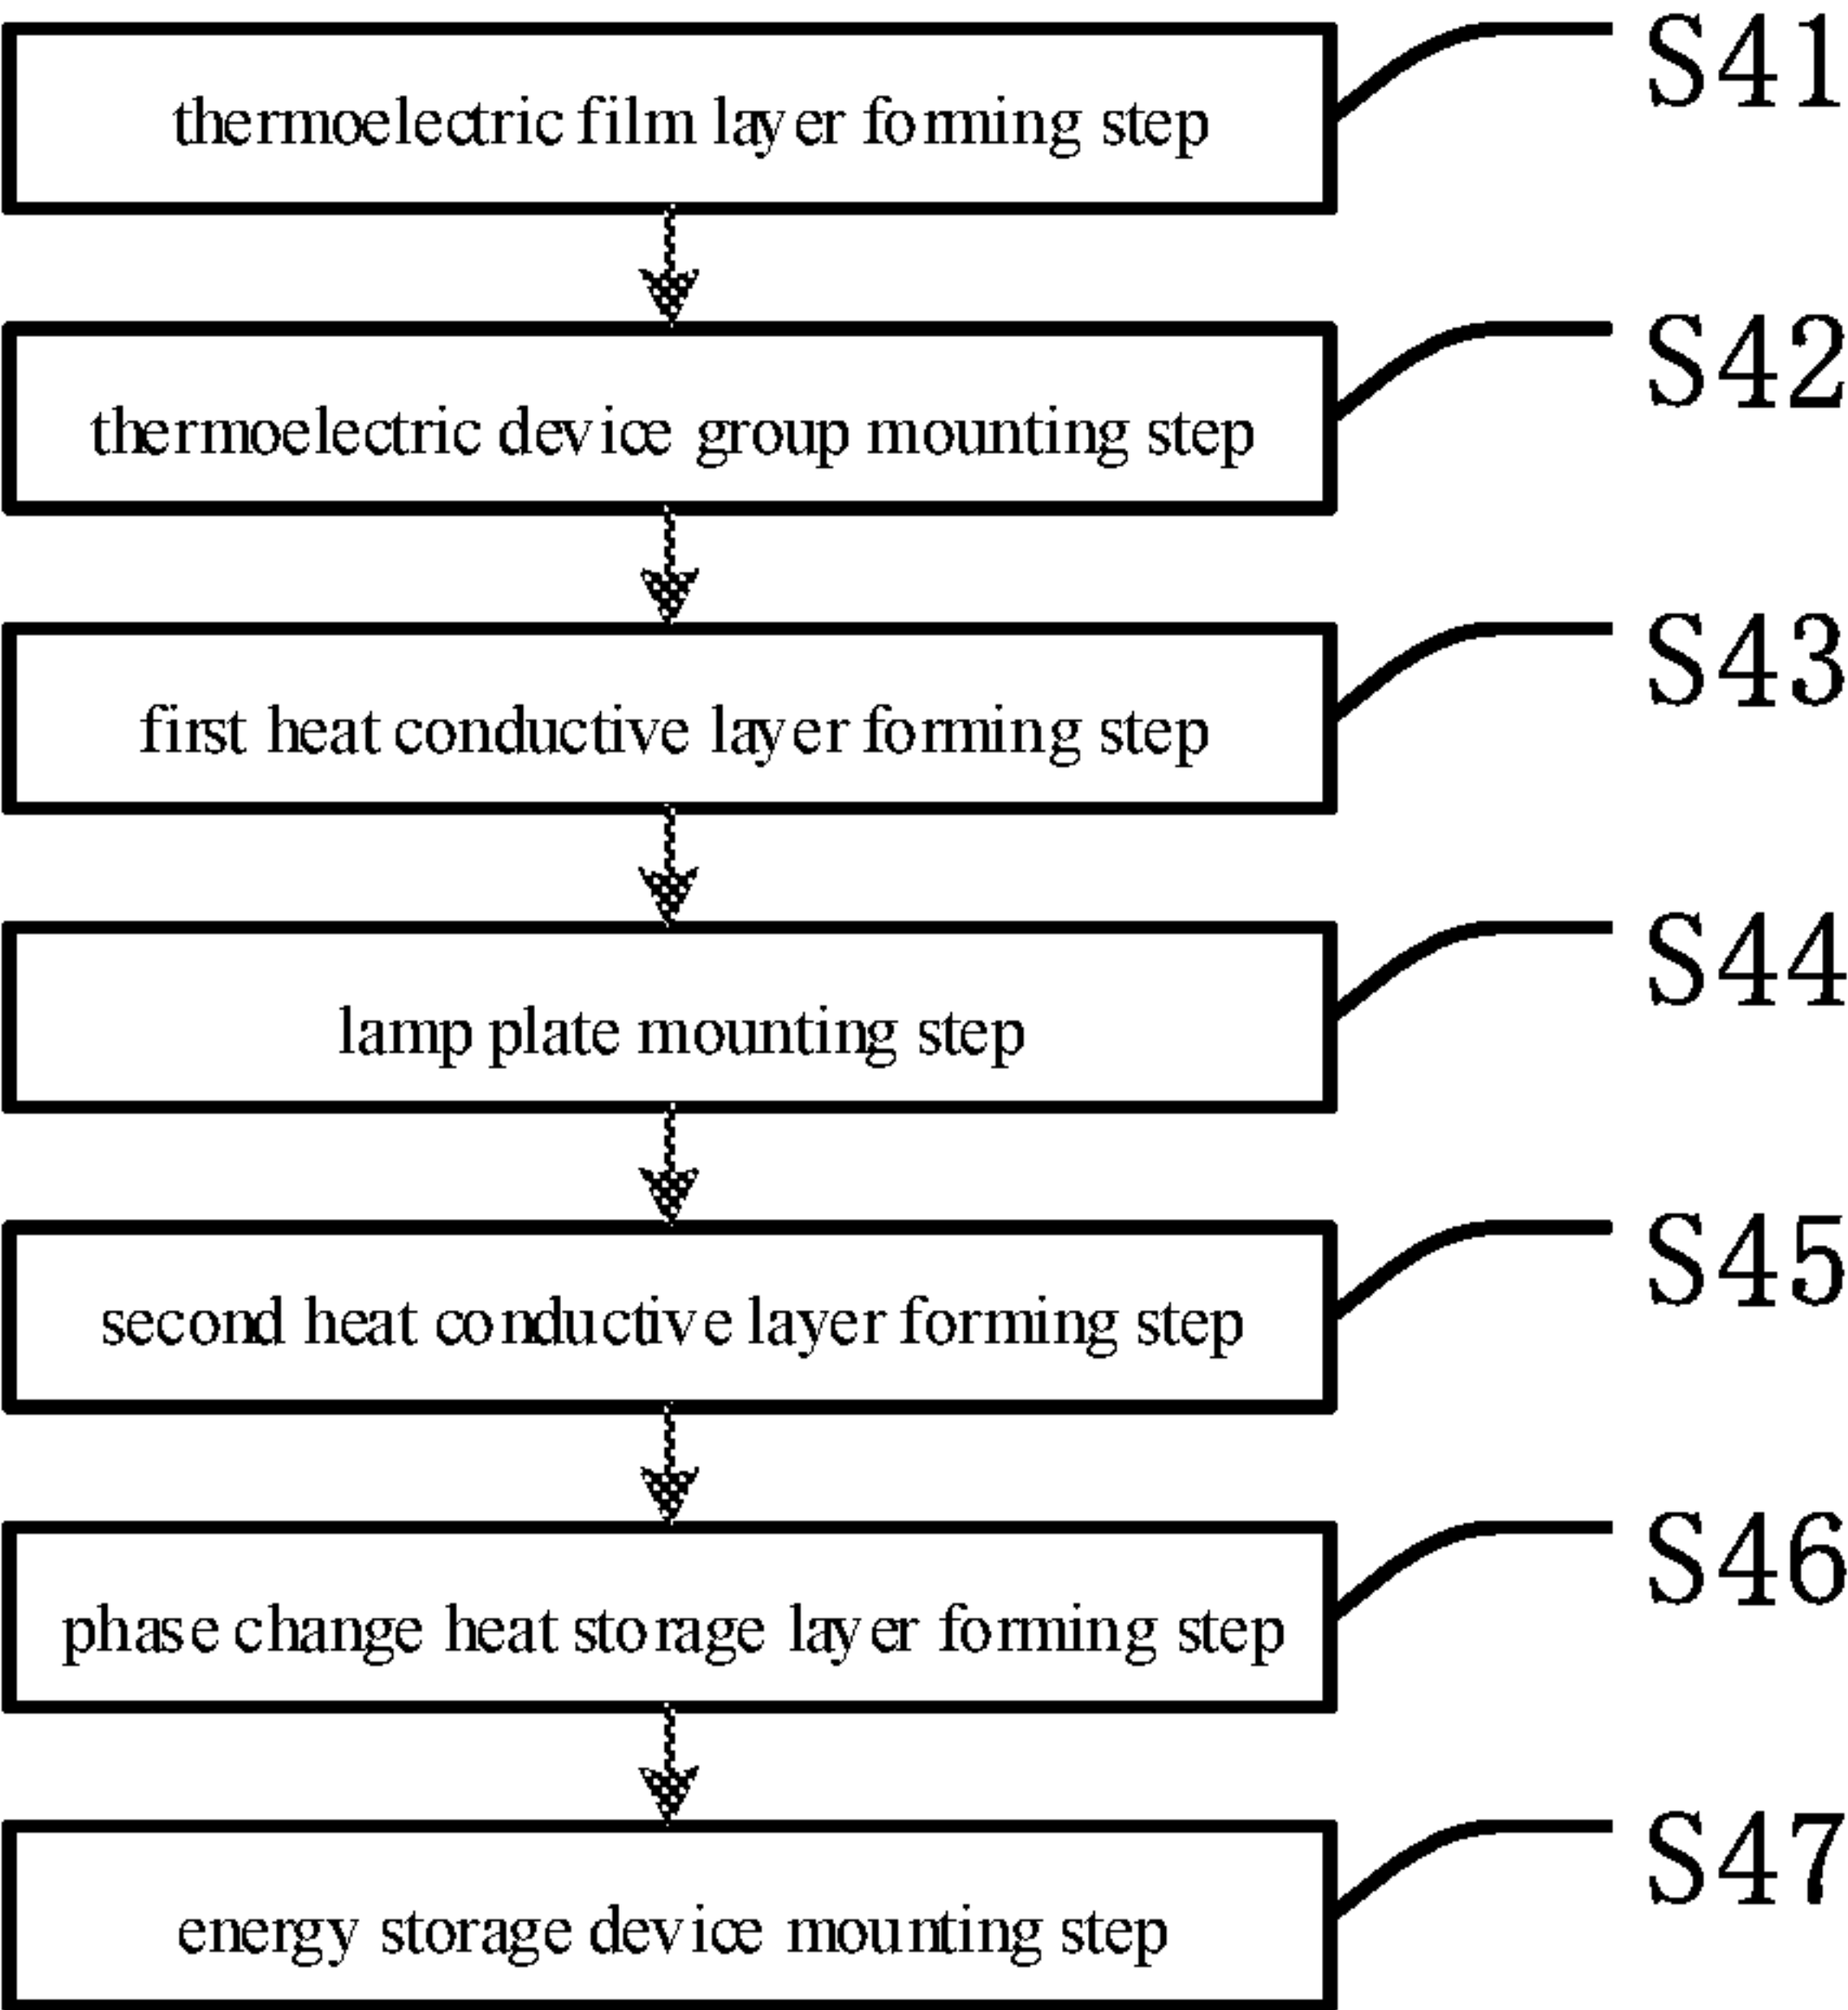 thermoelectric film layer forming step
S41
thermoelectric device group mounting step
S42
first heat conductive layer forming step
S43
lamp plate mounting step
S44
second heat conductive layer forming step
S45
phase change heat storage layer forming step
S46
energy storage device mounting step
S47